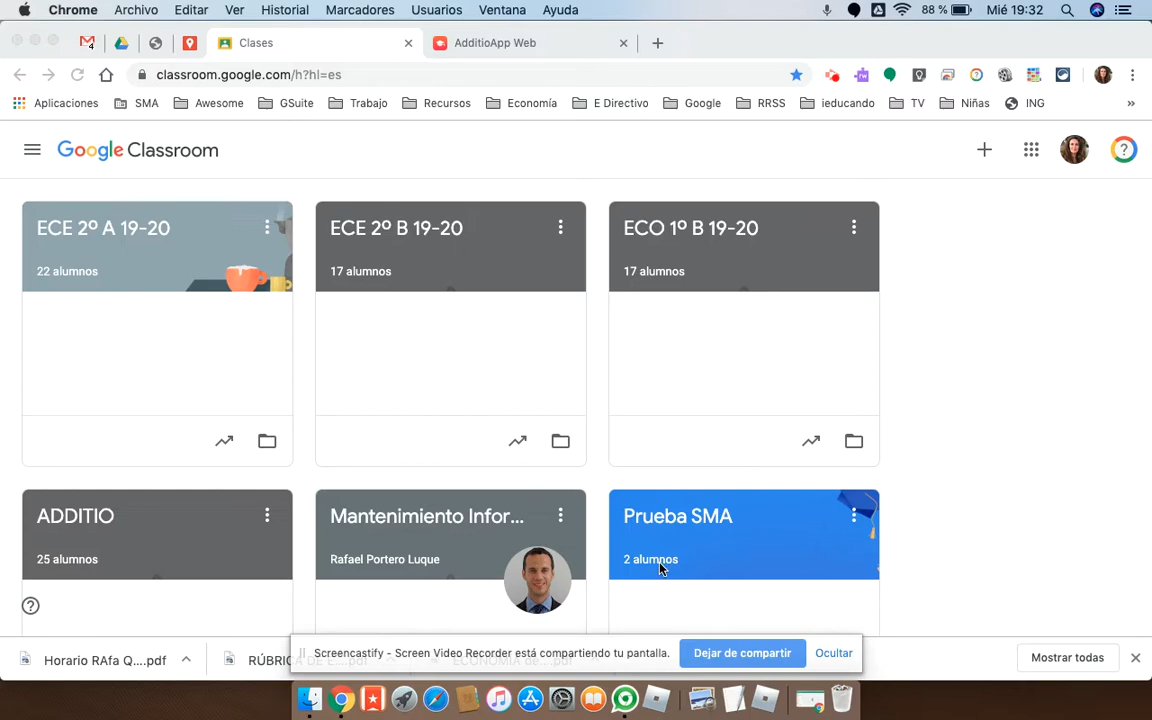 Chrome Archivo Editar Ver Historial Marcadores Usuarios Ventana Ayuda 88 % Mié 19:32
4 Clases AdditioApp Web
classroom.google.com/h?hl=es
Aplicaciones SMA Awesome GSuite Trabajo Recursos Economía E Directivo Google RRSS ieducando TV Niñas ING »
Google Classroom
ECE 2º A 19-20
22 alumnos
ECE 2º B 19-20
17 alumnos
ECO 1º B 19-20
17 alumnos
ADDITIO
25 alumnos
Mantenimiento Infor...
Rafael Portero Luque
Prueba SMA
2 alumnos
Screencastify - Screen Video Recorder está compartiendo tu pantalla. Dejar de compartir Ocultar
Horario RAfa Q....pdf Mostrar todas